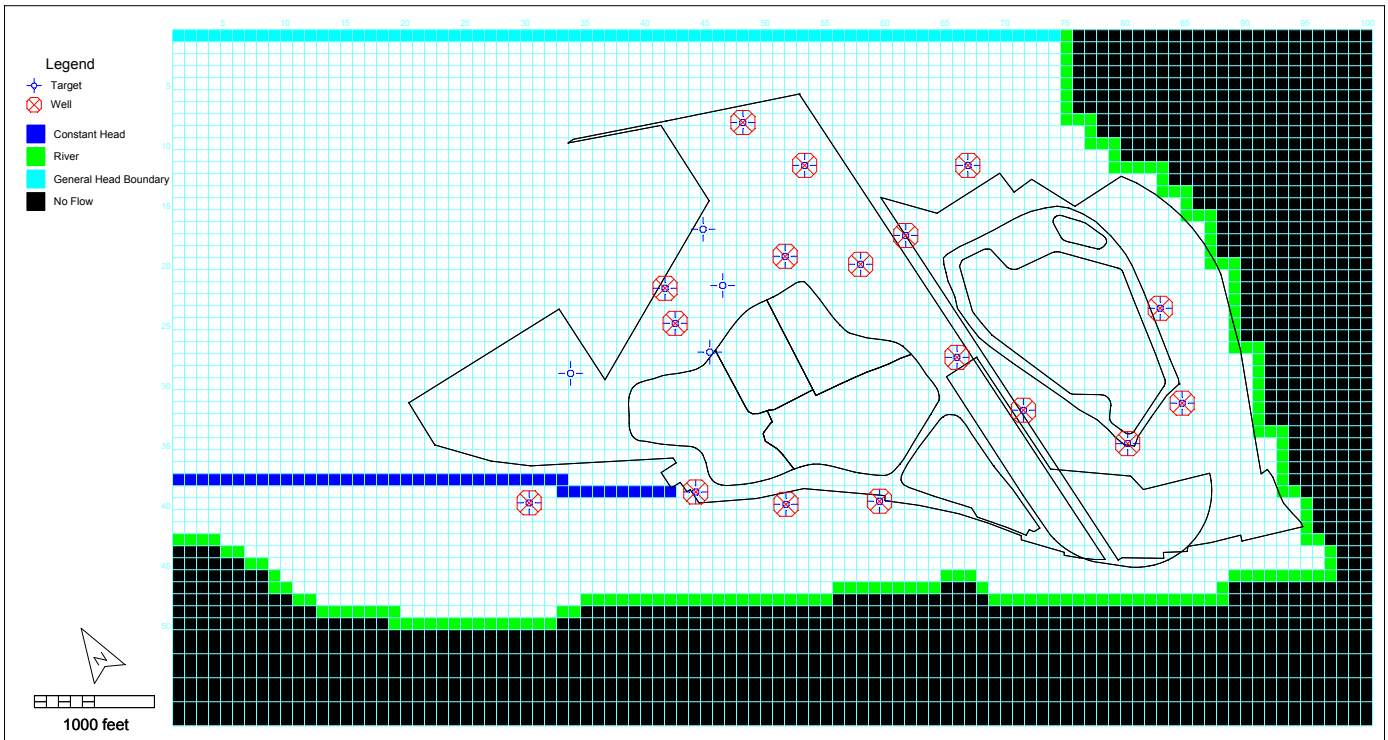 5 10 15 20 25 30 35 40 45 50 55 60 65 70 75 80 85 90 95 100
Legend
Target
Well
Constant Head
River
General Head Boundary
No Flow
5
10
15
20
25
30
35
40
45
50
N
1000 feet